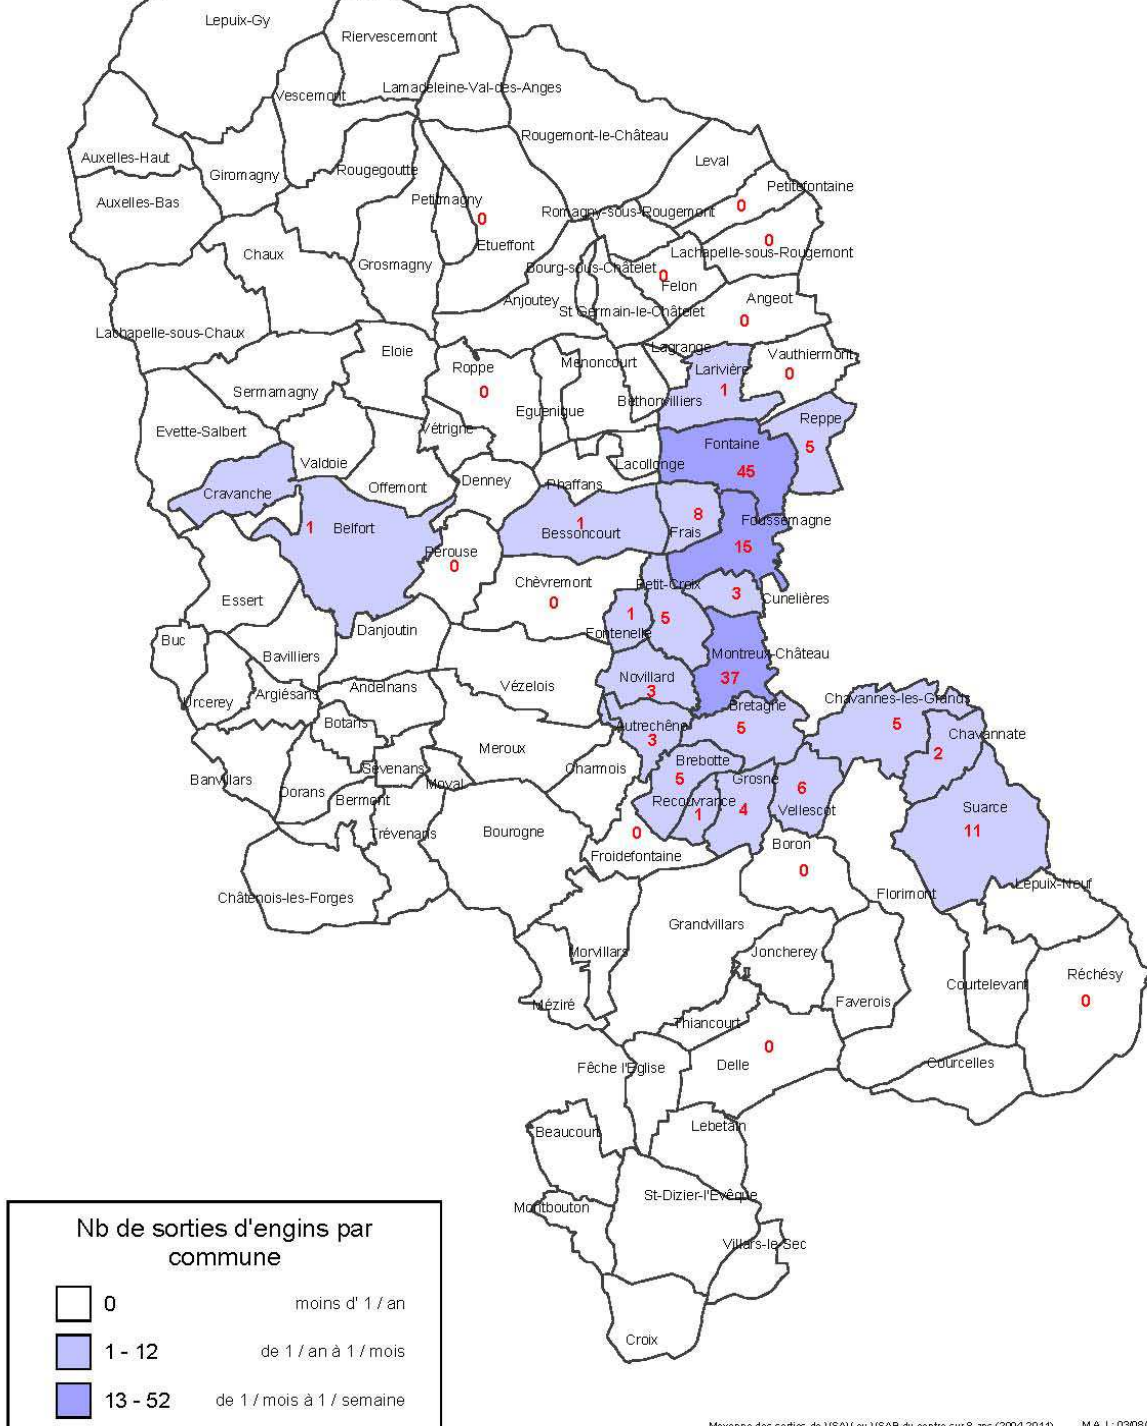 Lepuix-Gy
Riervescemont
Lamadeleine-Val-des-Anges
Vescemont
Rougemont-le-Château
Auxelles-Haut
Leval
Giromagny
Rougegoutte
Petitefontaine
Auxelles-Bas
Petitmagny
0
Romagny-sous-Rougemont
0
Etueffont
0
Chaux
Lachapelle-sous-Rougemont
Grosmagny
Bourg-sous-Châtelet
0
Felon
Anjoutey
St Germain-le-Châtelet
Angeot
0
Lachapelle-sous-Chaux
Eloie
Lagrange
Vauthiermont
0
Roppe
0
Menoncourt
Larivière
1
Sermamagny
Eguenigue
Bethonvilliers
Reppe
5
Evette-Salbert
Vétrigne
Fontaine
45
Valdoie
Lacollonge
Offemont
Denney
Phaffans
Cravanche
1
Belfort
1
Bessoncourt
8
Frais
Foussemagne
15
Pérouse
0
Chèvremont
0
Petit-Croix
5
3
Cunelières
Essert
1
Fontenelle
Buc
Danjoutin
Bavilliers
Montreux-Château
37
Urcerey
Argiésans
Andelnans
Vézelois
Novillard
3
Chavannes-les-Grands
5
Botans
Autrechêne
3
Bretagne
5
Chavannate
2
Meroux
Banvillars
Sévenans
Charmois
Brebotte
5
Dorans
Moval
Grosne
4
6
Vellescot
Bermont
Recouvrance
1
Suarce
11
Trévenans
Bourogne
0
Froidefontaine
Boron
0
Châtenois-les-Forges
Florimont
Lepuix-Neuf
Grandvillars
Morvillars
Joncherey
Courtelevant
Réchésy
0
Méziré
Faverois
Thiancourt
0
Delle
Fêche l'Eglise
Courcelles
Beaucourt
Lebetain
St-Dizier-l'Evêque
Montbouton
Villars-le-Sec
Croix
Nb de sorties d'engins par
commune
0 moins d' 1 / an
1 - 12 de 1 / an à 1 / mois
13 - 52 de 1 / mois à 1 / semaine